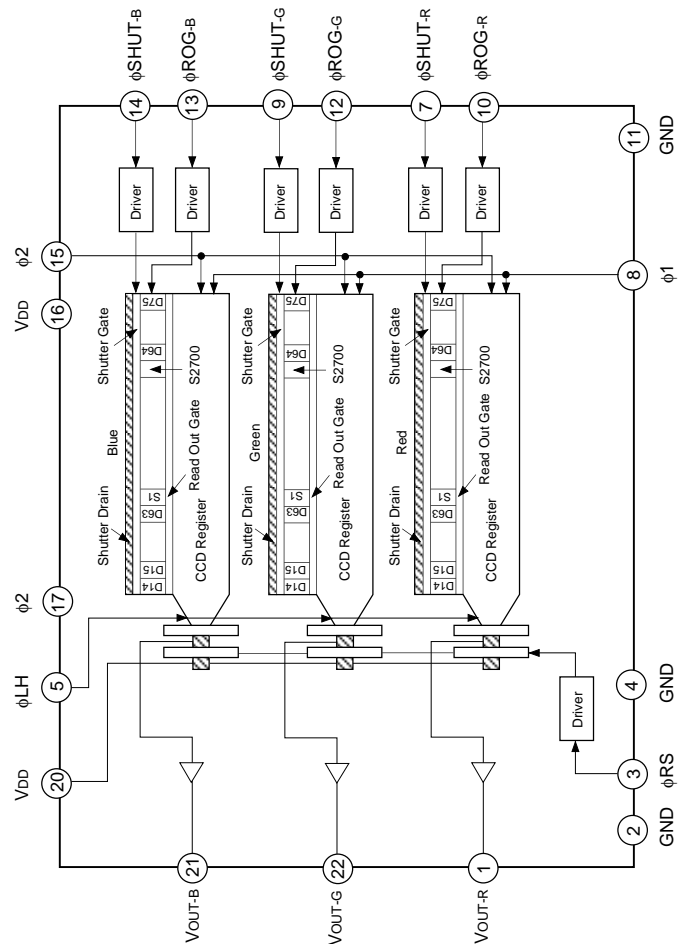 φSHUT-B
φROG-B
φSHUT-G
φROG-G
φSHUT-R
φROG-R
14
13
9
12
7
10
11
GND
Driver
Driver
Driver
Driver
Driver
Driver
φ2
15
8
φ1
VDD
16
D75
D75
D75
Shutter Gate
Shutter Gate
Shutter Gate
D64
D64
D64
S2700
S2700
S2700
Blue
Green
Red
Read Out Gate
Read Out Gate
Read Out Gate
S1
S1
S1
D63
D63
D63
Shutter Drain
Shutter Drain
Shutter Drain
CCD Register
CCD Register
CCD Register
D15
D15
D15
D14
D14
D14
φ2
17
φLH
5
4
GND
Driver
VDD
20
3
φRS
2
GND
21
22
1
VOUT-B
VOUT-G
VOUT-R